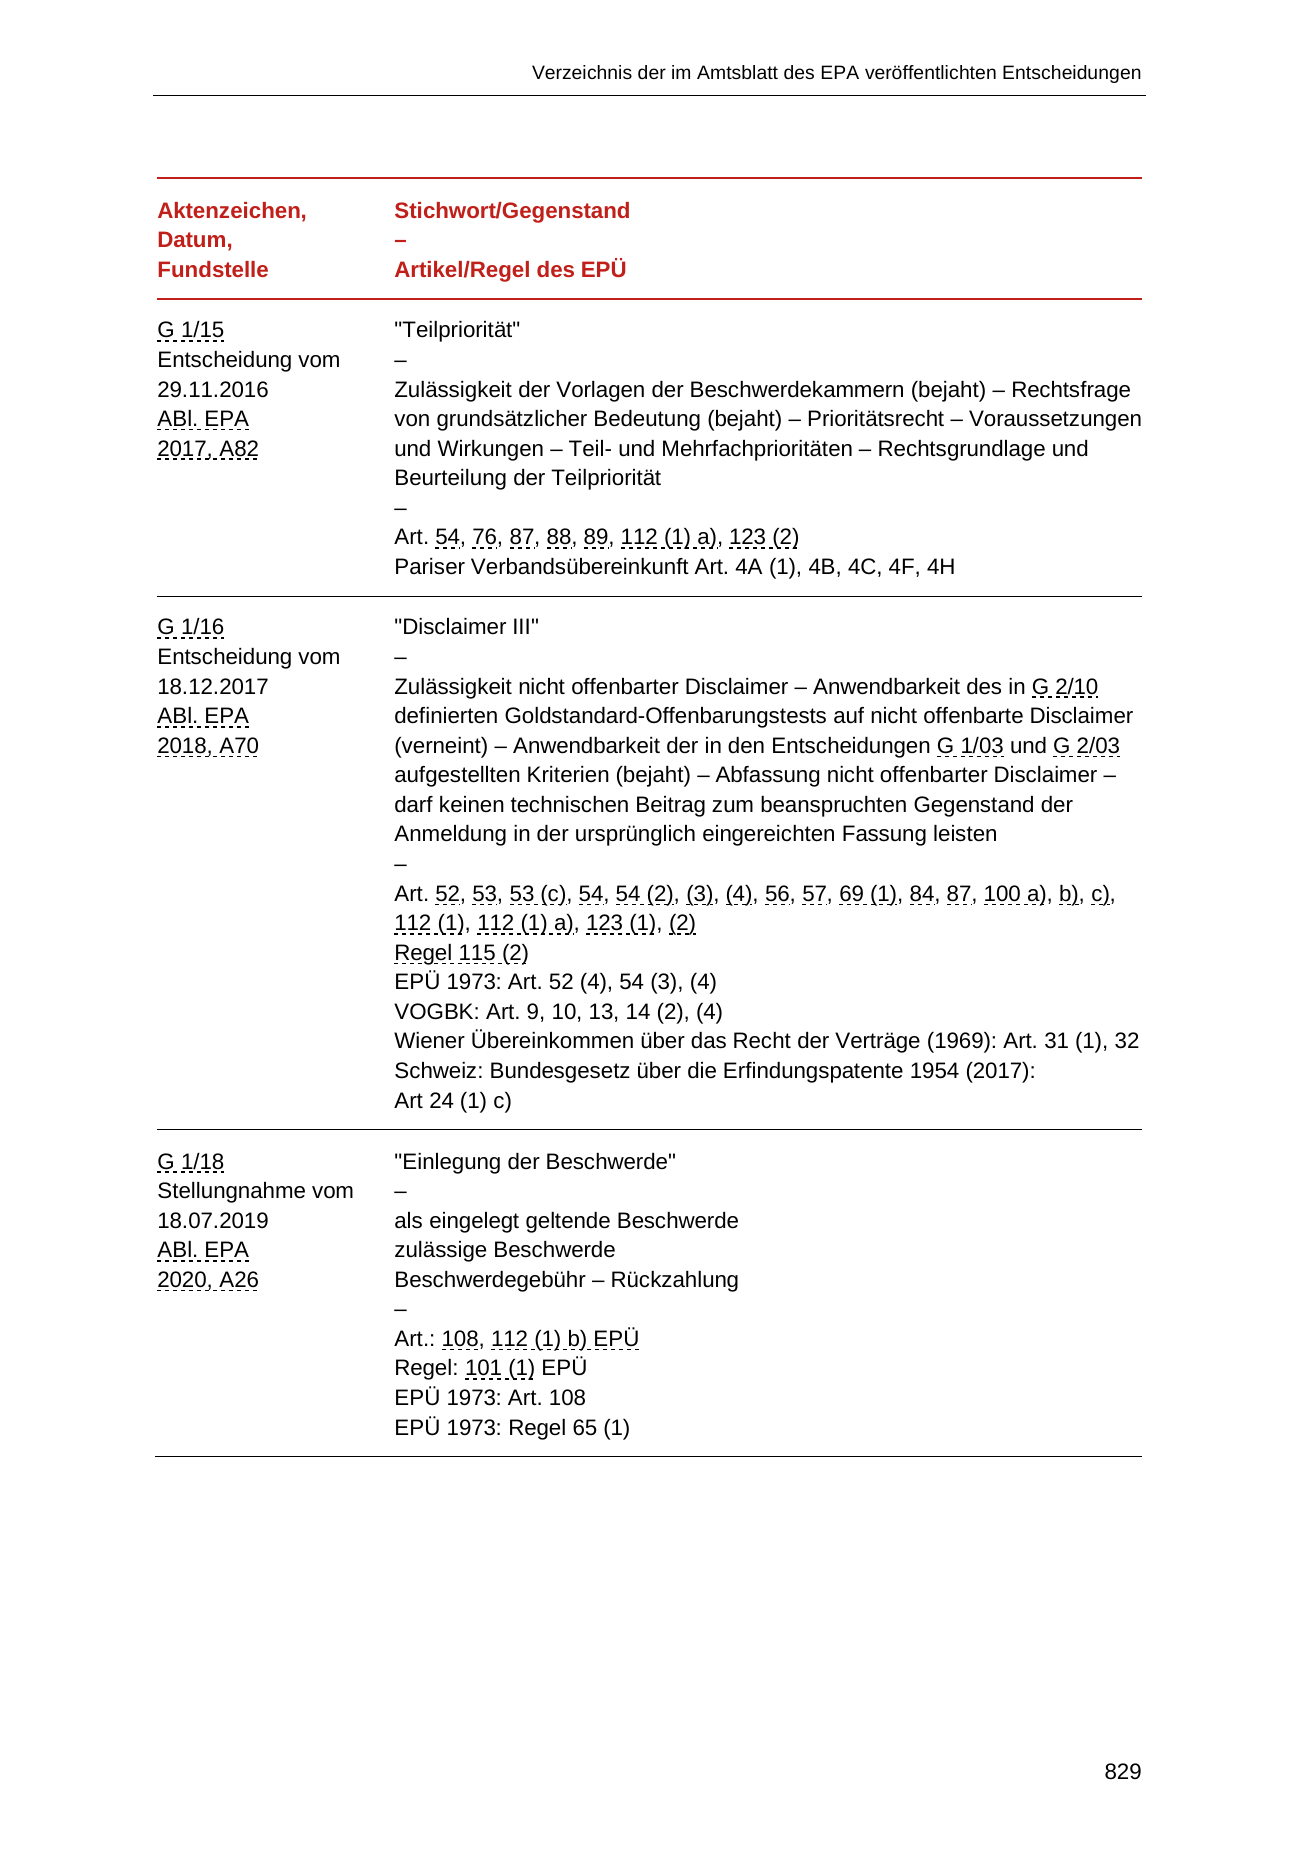 Verzeichnis der im Amtsblatt des EPA veröffentlichten Entscheidungen
Aktenzeichen,
Datum,
Fundstelle
Stichwort/Gegenstand
–
Artikel/Regel des EPÜ
G 1/15
Entscheidung vom
29.11.2016
ABl. EPA
2017, A82
"Teilpriorität"
–
Zulässigkeit der Vorlagen der Beschwerdekammern (bejaht) – Rechtsfrage
von grundsätzlicher Bedeutung (bejaht) – Prioritätsrecht – Voraussetzungen
und Wirkungen – Teil- und Mehrfachprioritäten – Rechtsgrundlage und
Beurteilung der Teilpriorität
–
Art. 54, 76, 87, 88, 89, 112 (1) a), 123 (2)
Pariser Verbandsübereinkunft Art. 4A (1), 4B, 4C, 4F, 4H
G 1/16
Entscheidung vom
18.12.2017
ABl. EPA
2018, A70
"Disclaimer III"
–
Zulässigkeit nicht offenbarter Disclaimer – Anwendbarkeit des in G 2/10
definierten Goldstandard-Offenbarungstests auf nicht offenbarte Disclaimer
(verneint) – Anwendbarkeit der in den Entscheidungen G 1/03 und G 2/03
aufgestellten Kriterien (bejaht) – Abfassung nicht offenbarter Disclaimer –
darf keinen technischen Beitrag zum beanspruchten Gegenstand der
Anmeldung in der ursprünglich eingereichten Fassung leisten
–
Art. 52, 53, 53 (c), 54, 54 (2), (3), (4), 56, 57, 69 (1), 84, 87, 100 a), b), c),
112 (1), 112 (1) a), 123 (1), (2)
Regel 115 (2)
EPÜ 1973: Art. 52 (4), 54 (3), (4)
VOGBK: Art. 9, 10, 13, 14 (2), (4)
Wiener Übereinkommen über das Recht der Verträge (1969): Art. 31 (1), 32
Schweiz: Bundesgesetz über die Erfindungspatente 1954 (2017):
Art 24 (1) c)
G 1/18
Stellungnahme vom
18.07.2019
ABl. EPA
2020, A26
"Einlegung der Beschwerde"
–
als eingelegt geltende Beschwerde
zulässige Beschwerde
Beschwerdegebühr – Rückzahlung
–
Art.: 108, 112 (1) b) EPÜ
Regel: 101 (1) EPÜ
EPÜ 1973: Art. 108
EPÜ 1973: Regel 65 (1)
829